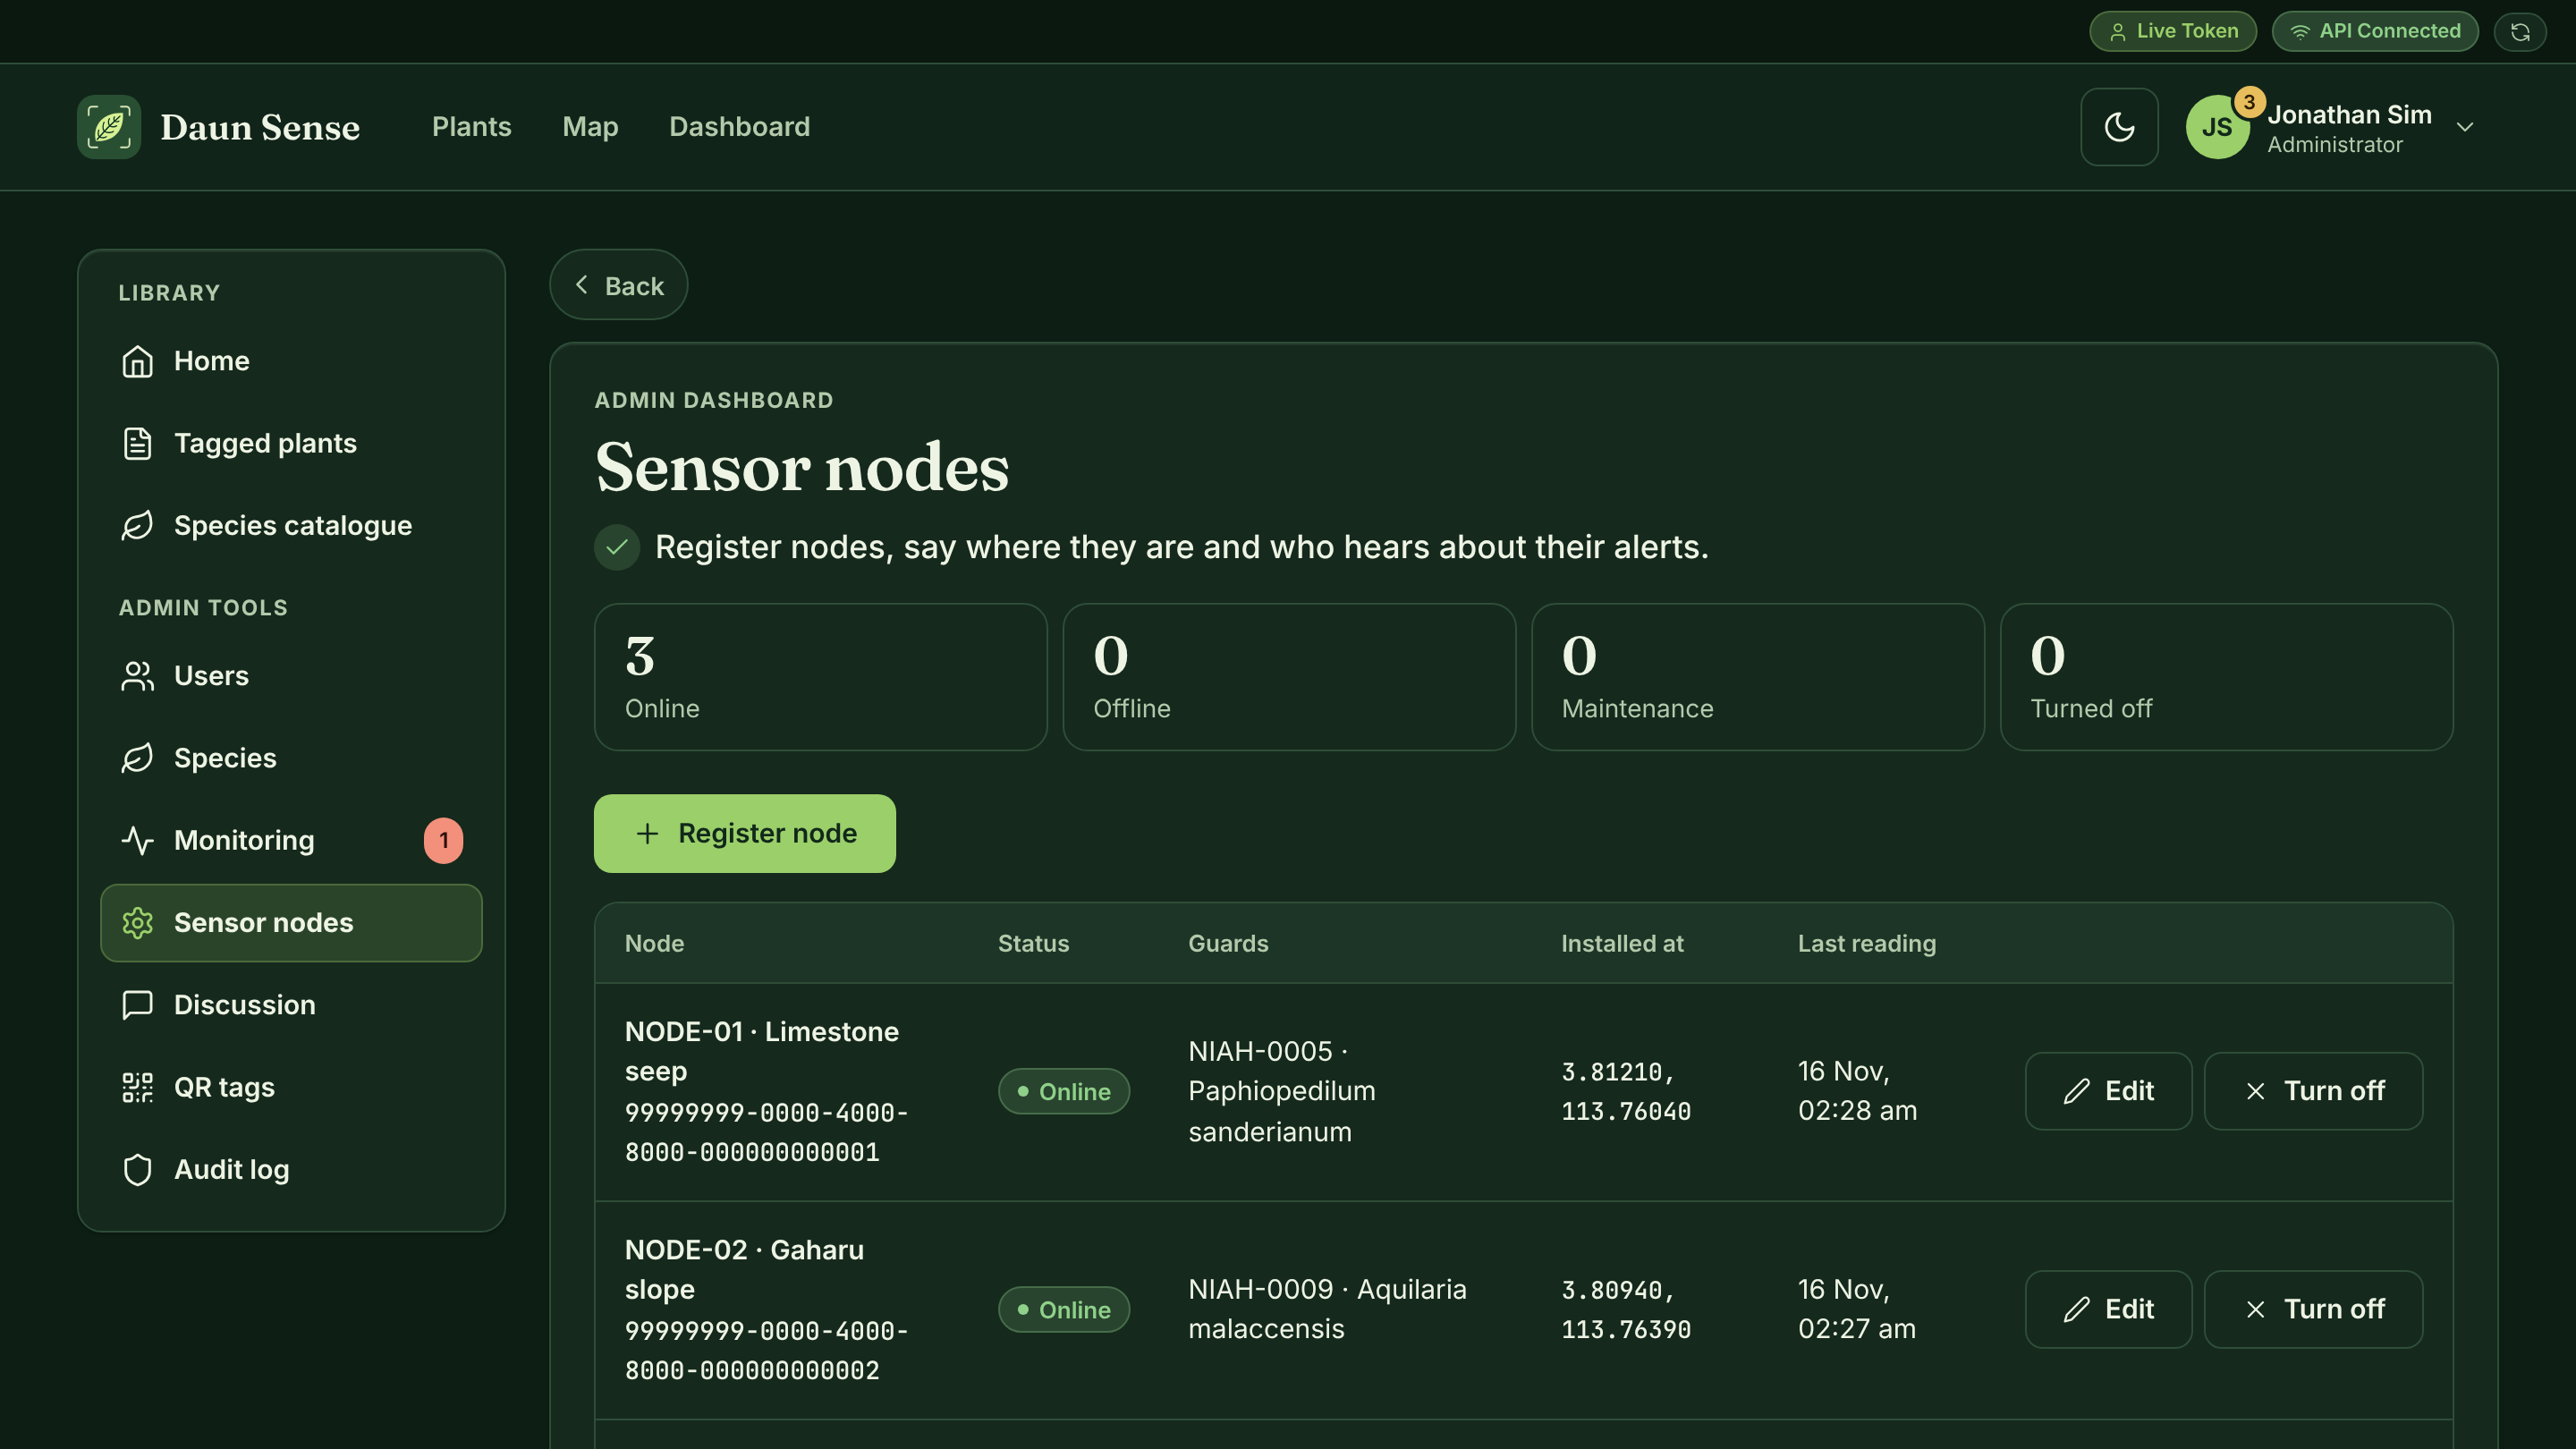 Live Token
API Connected
Daun Sense
Plants
Map
Dashboard
JS
3
Jonathan Sim
Administrator
LIBRARY
Home
Tagged plants
Species catalogue
ADMIN TOOLS
Users
Species
Monitoring
1
Sensor nodes
Discussion
QR tags
Audit log
Back
ADMIN DASHBOARD
Sensor nodes
Register nodes, say where they are and who hears about their alerts.
3
Online
0
Offline
0
Maintenance
0
Turned off
Register node
Node
Status
Guards
Installed at
Last reading
NODE-01 · Limestone
seep
99999999-0000-4000-
8000-000000000001
Online
NIAH-0005 ·
Paphiopedilum
sanderianum
3.81210,
113.76040
16 Nov,
02:28 am
Edit
Turn off
NODE-02 · Gaharu
slope
99999999-0000-4000-
8000-000000000002
Online
NIAH-0009 · Aquilaria
malaccensis
3.80940,
113.76390
16 Nov,
02:27 am
Edit
Turn off